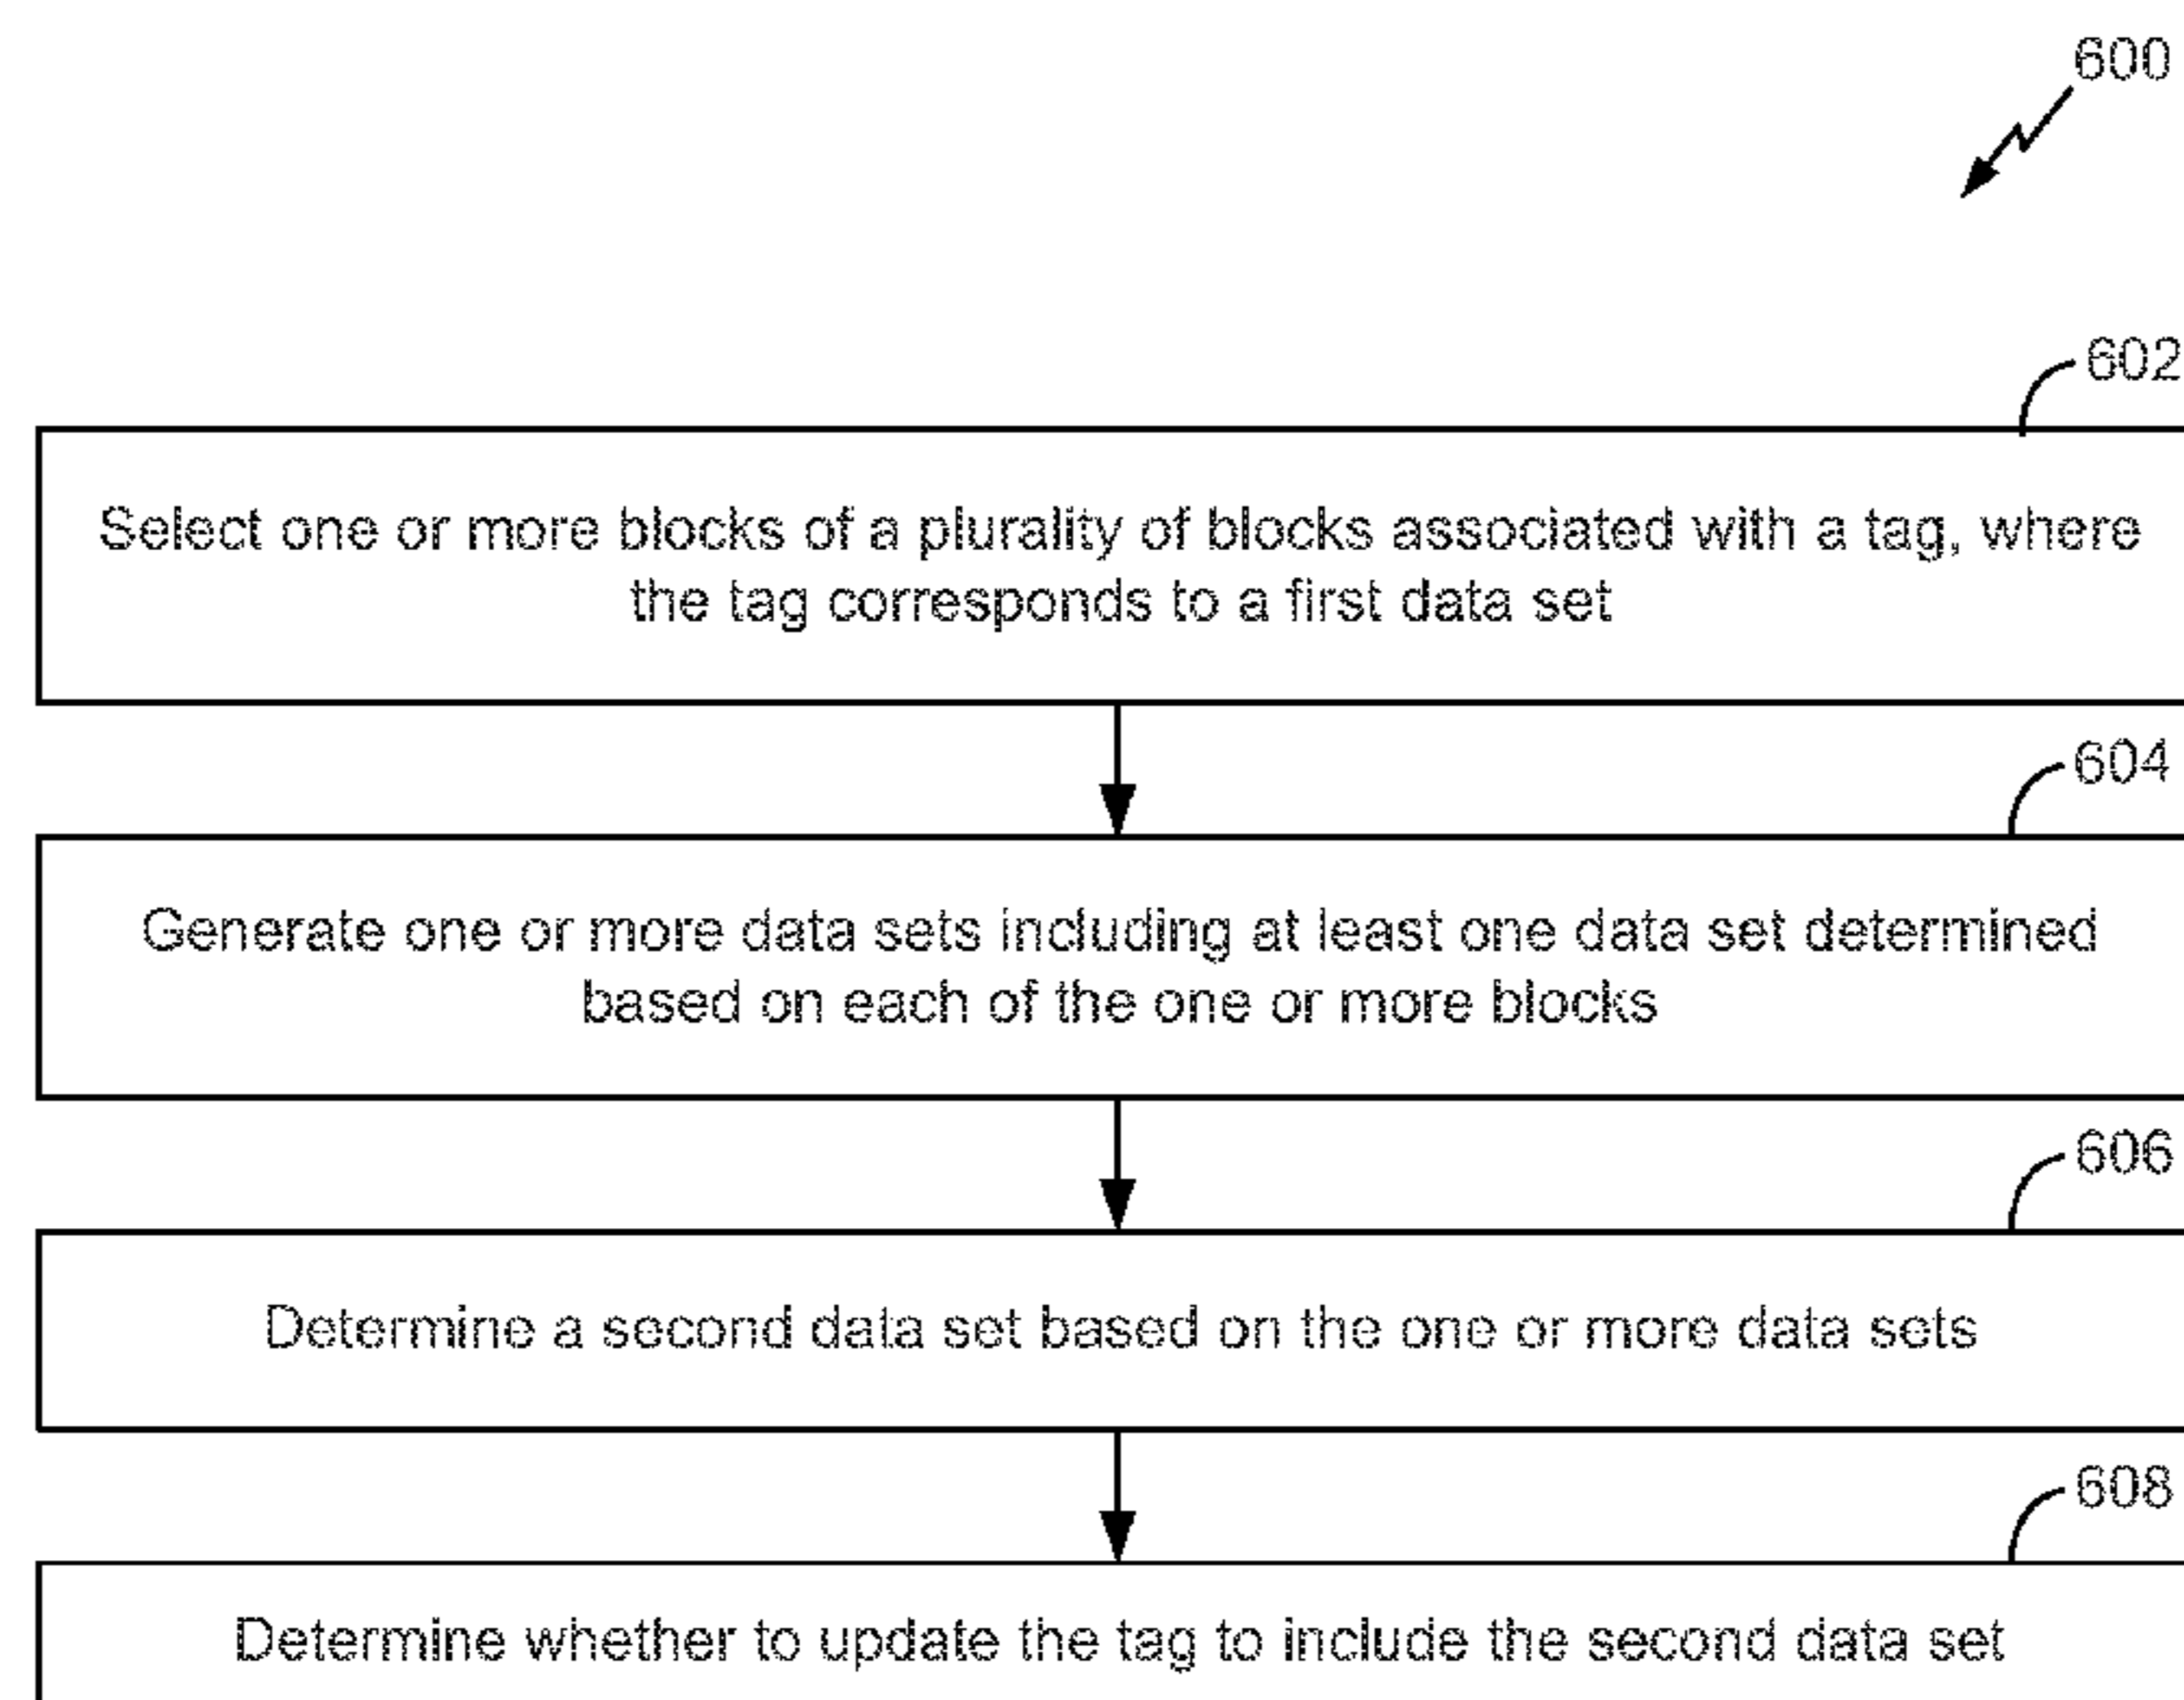 600
602
Select one or more blocks of a plurality of blocks associated with a tag, where
the tag corresponds to a first data set
604
Generate one or more data sets including at least one data set determined
based on each of the one or more blocks
606
Determine a second data set based on the one or more data sets
608
Determine whether to update the tag to include the second data set